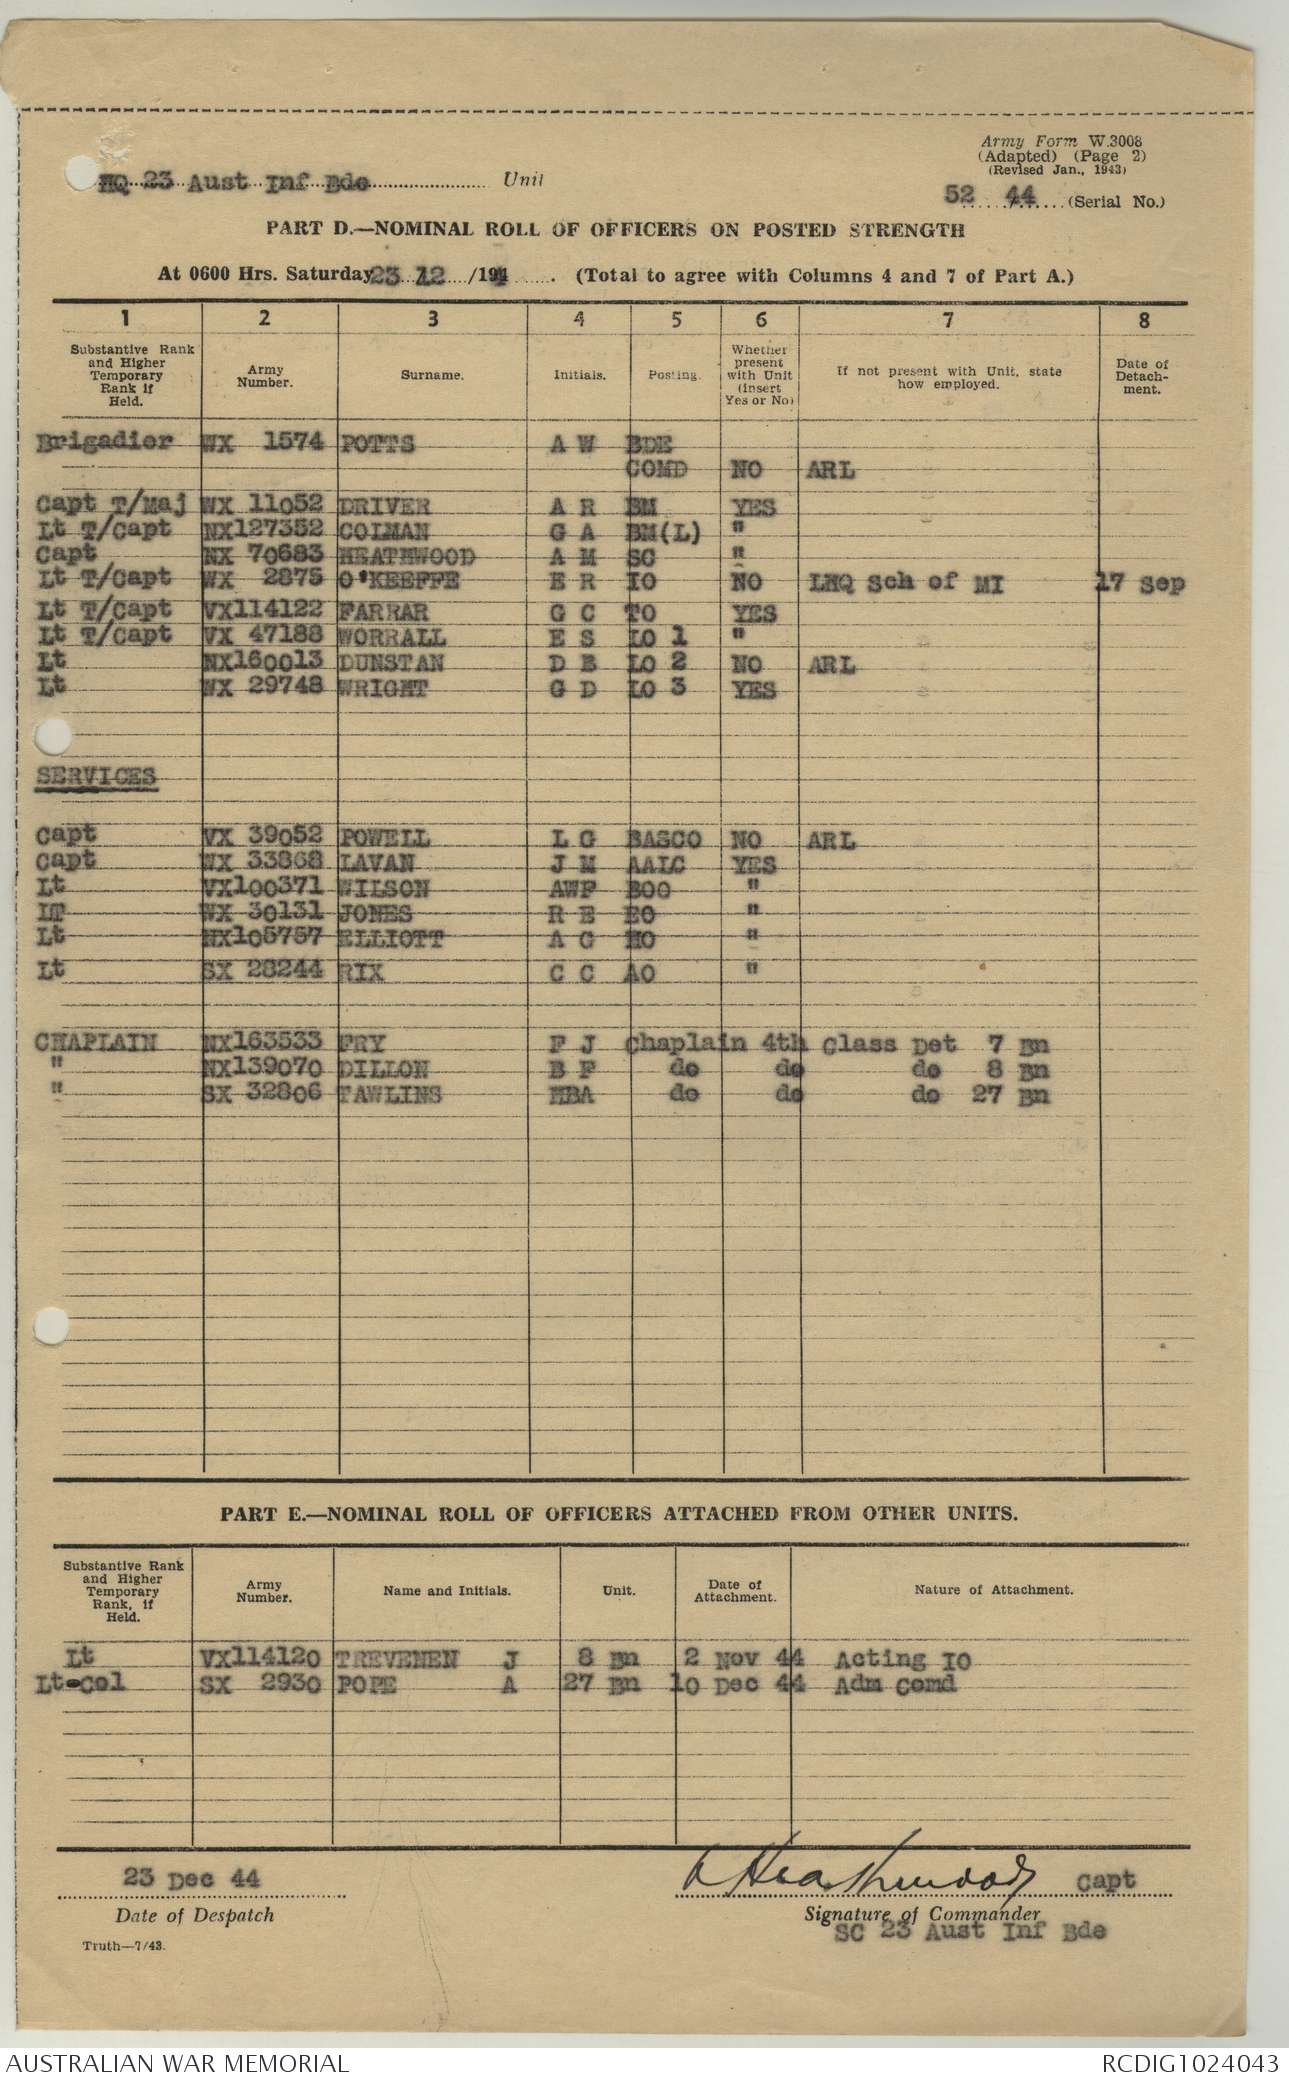 Army Form W.3008
(Adapted) (Page 2)
(Revised Jan., 1943)
HQ 23 Aust Inf Bde Unit
52 / 44 (Serial No.)
PART D.—NOMINAL ROLL OF OFFICERS ON POSTED STRENGTH
At 0600 Hrs. Saturday 23 /12 /1944 . (Total to agree with Columns 4 and 7 of Part A.)
1 2 3 4 5 6 7 8
Substantive Rank and Higher Temporary Rank if Held. Army Number. Surname. Initials. Posting. Whether present with Unit (insert Yes or No) If not present with Unit, state how employed. Date of Detachment.
Brigadier WX 1574 POTTS A W BDE
COMD NO ARL
Capt T/Maj WX 11052 DRIVER A R BM YES
Lt T/Capt NX127352 COLMAN G A BM(L) "
Capt NX 70683 HEATHWOOD A M SC "
Lt T/Capt WX 2875 O'KEEFFE E R IO NO LHQ Sch of MI 17 Sep
Lt T/Capt VX114122 FARRAR G C TO YES
Lt T/Capt VX 47188 WORRALL E S LO 1 "
Lt NX160013 DUNSTAN D B LO 2 NO ARL
Lt WX 29748 WRIGHT G D LO 3 YES
SERVICES
Capt VX 39052 POWELL L G BASCO NO ARL
Capt WX 33868 LAVAN J M AALC YES
Lt VX100371 WILSON AWF BOO "
LT WX 30131 JONES R E EO "
Lt NX105757 ELLIOTT A G HO "
Lt SX 28244 RIX C C AO "
CHAPLAIN NX163533 FRY F J Chaplain 4th Class Det 7 Bn
" NX139070 DILLON B F do do do 8 Bn
" SX 32806 TAWLINS HBA do do do 27 Bn
PART E.—NOMINAL ROLL OF OFFICERS ATTACHED FROM OTHER UNITS.
Substantive Rank and Higher Temporary Rank, if Held. Army Number. Name and Initials. Unit. Date of Attachment. Nature of Attachment.
Lt VX114120 TREVENEN J 8 Bn 2 Nov 44 Acting IO
Lt-Col SX 2930 POPE A 27 Bn 10 Dec 44 Adm Comd
23 Dec 44
A Heathwood Capt
Date of Despatch
Signature of Commander
SC 23 Aust Inf Bde
Truth—7/43.
AUSTRALIAN WAR MEMORIAL RCDIG1024043